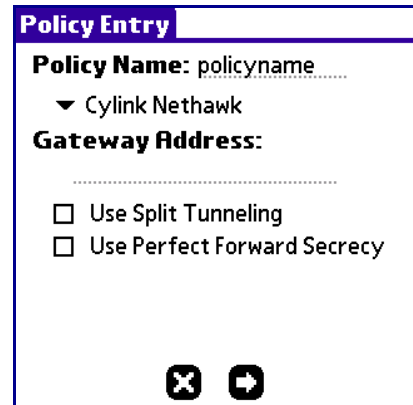 Policy Entry
Policy Name: policyname
Cylink Nethawk
Gateway Address:
Use Split Tunneling
Use Perfect Forward Secrecy